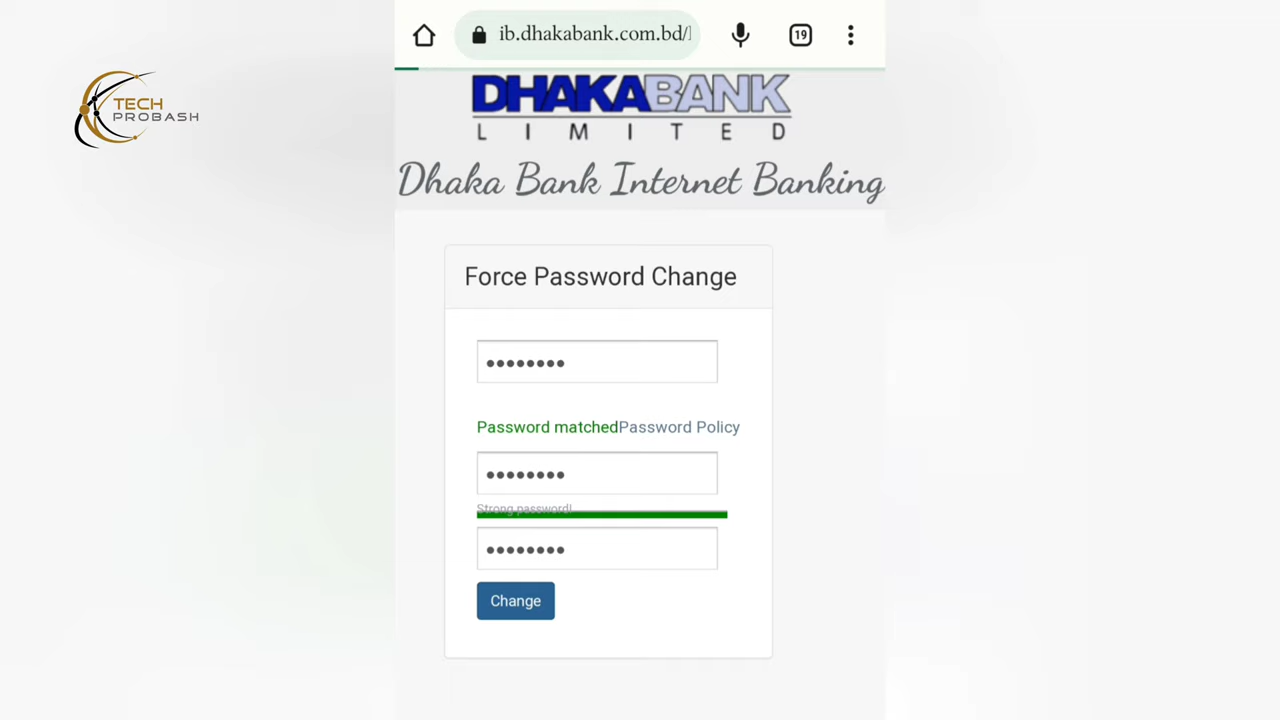 19
ib.dhakabank.com.bd/
TECH
PROBASH
DHAKABANK
LIMITED
Dhaka Bank Internet Banking
Force Password Change
••••••••
Password matchedPassword Policy
••••••••
Strong password!
••••••••
Change